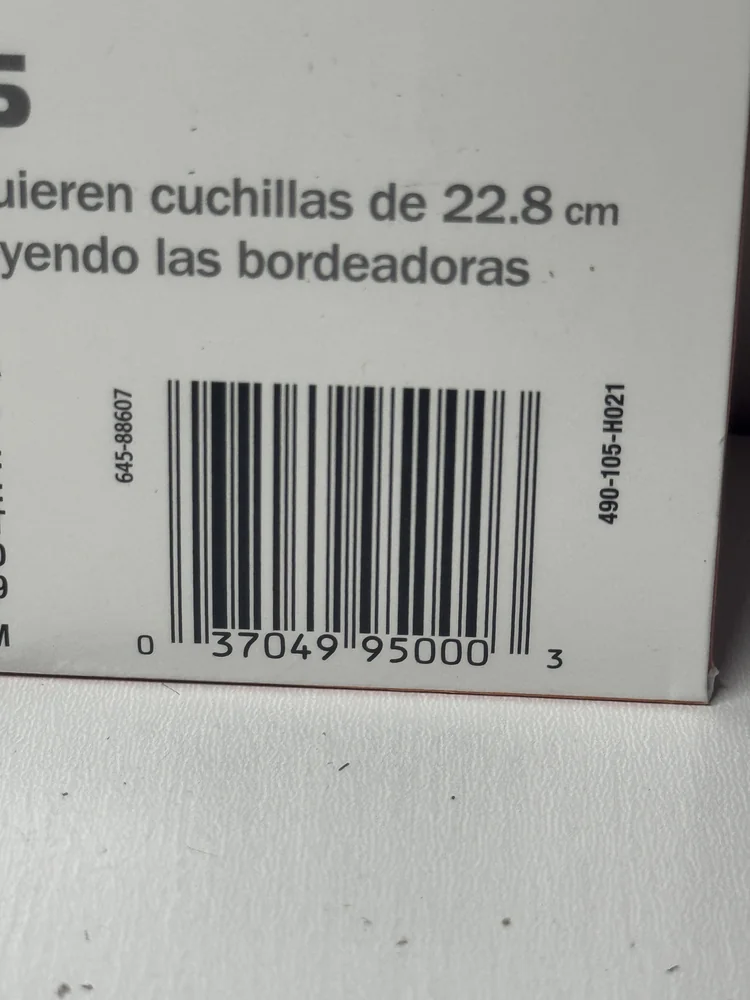 uieren cuchillas de 22.8 cm
yendo las bordeadoras
645-88607
490-105-H021
0 37049 95000 3